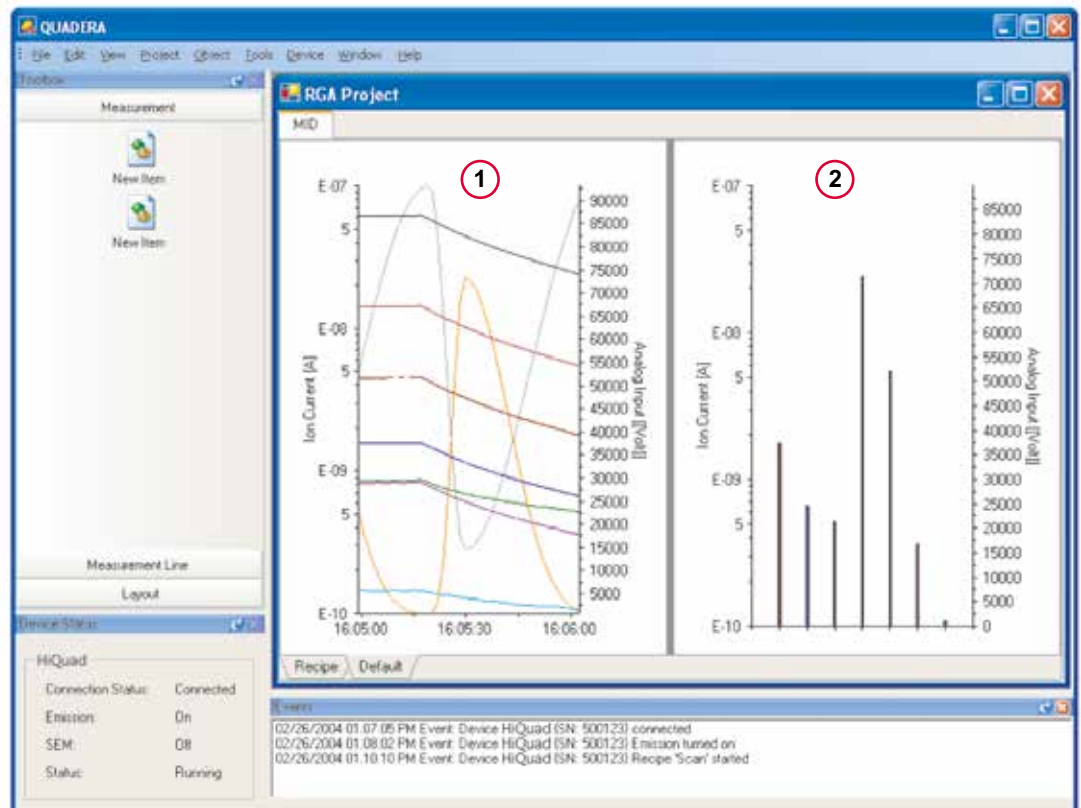 QUADERA
File Edit View Project Object Tools Device Window Help
Toolbox
Measurement
New Item
New Item
Measurement Line
Layout
Device Status
HiQuad
Connection Status: Connected
Emission: On
SEM: Off
Status: Running
RGA Project
MID
1
E-07
5
E-08
5
E-09
5
E-10
Ion Current [A]
90000
85000
80000
75000
70000
65000
60000
55000
50000
45000
40000
35000
30000
25000
20000
15000
10000
5000
Analog Input [[Volt]]
16:05:00 16:05:30 16:06:00
2
E-07
5
E-08
5
E-09
5
E-10
Ion Current [A]
85000
80000
75000
70000
65000
60000
55000
50000
45000
40000
35000
30000
25000
20000
15000
10000
5000
0
Analog Input [[Volt]]
Recipe Default
Events
02/26/2004 01.07.05 PM Event: Device HiQuad (SN: 500123) connected
02/26/2004 01.08.02 PM Event: Device HiQuad (SN: 500123) Emission turned on
02/26/2004 01.10.10 PM Event: Device HiQuad (SN: 500123) Recipe 'Scan' started